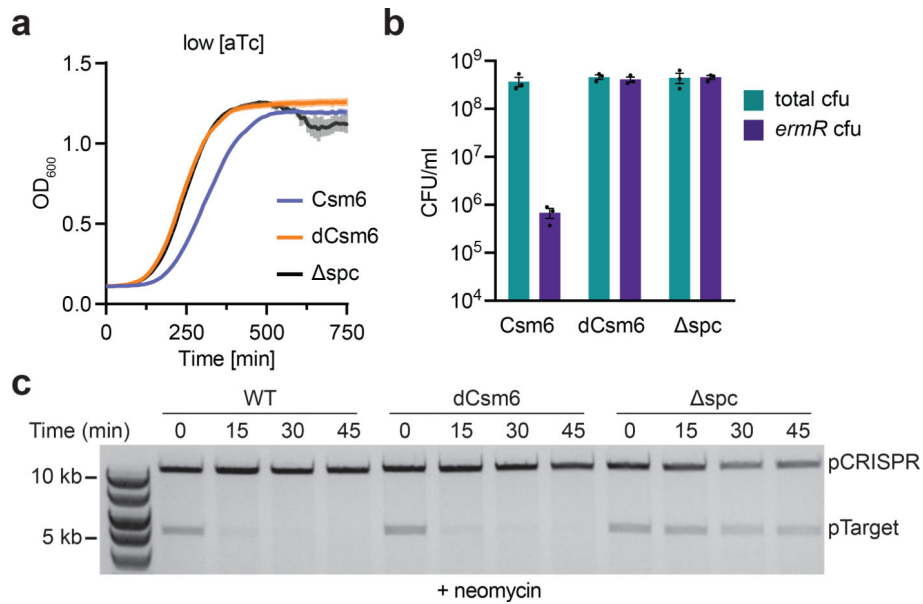 a
low [aTc]
1.5
1.0
0.5
0.0
OD600
0 250 500 750
Time [min]
Csm6
dCsm6
Δspc
b
10⁹
10⁸
10⁷
10⁶
10⁵
10⁴
CFU/ml
Csm6 dCsm6 Δspc
total cfu
ermR cfu
c
WT dCsm6 Δspc
Time (min) 0 15 30 45 0 15 30 45 0 15 30 45
10 kb
5 kb
pCRISPR
pTarget
+ neomycin